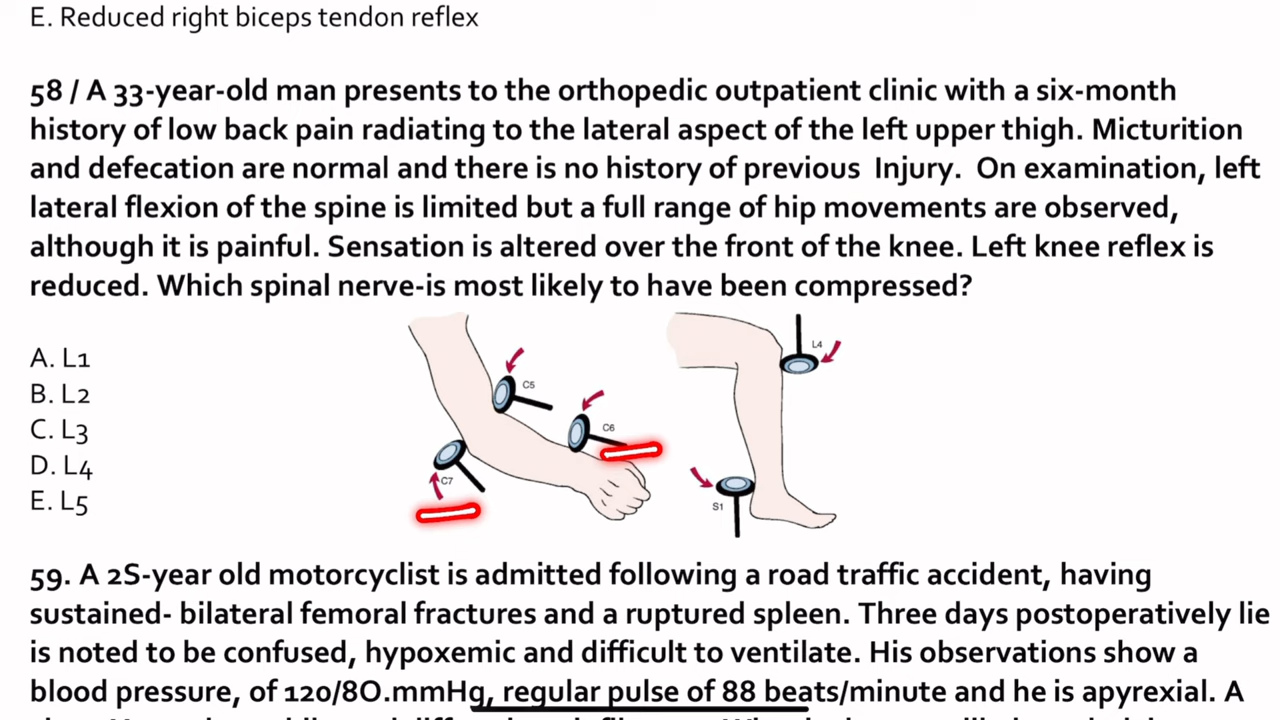 E. Reduced right biceps tendon reflex
58 / A 33-year-old man presents to the orthopedic outpatient clinic with a six-month
history of low back pain radiating to the lateral aspect of the left upper thigh. Micturition
and defecation are normal and there is no history of previous Injury. On examination, left
lateral flexion of the spine is limited but a full range of hip movements are observed,
although it is painful. Sensation is altered over the front of the knee. Left knee reflex is
reduced. Which spinal nerve-is most likely to have been compressed?
A. L1
B. L2
C. L3
D. L4
E. L5
C5
C6
C7
L4
S1
59. A 2S-year old motorcyclist is admitted following a road traffic accident, having
sustained- bilateral femoral fractures and a ruptured spleen. Three days postoperatively lie
is noted to be confused, hypoxemic and difficult to ventilate. His observations show a
blood pressure, of 120/8O.mmHg, regular pulse of 88 beats/minute and he is apyrexial. A